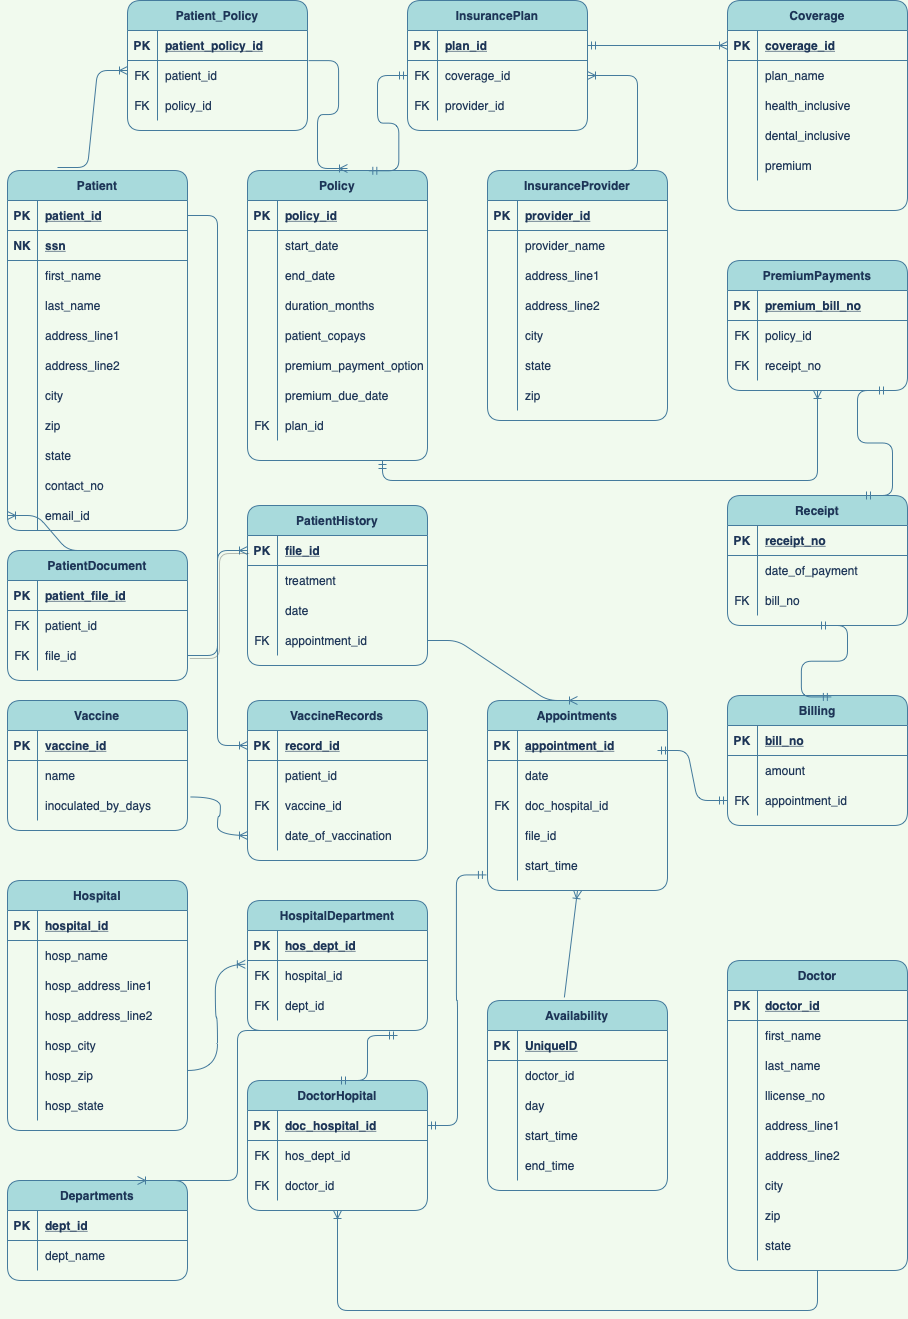 Patient_Policy
PK patient_policy_id
FK patient_id
FK policy_id
InsurancePlan
PK plan_id
FK coverage_id
FK provider_id
Coverage
PK coverage_id
plan_name
health_inclusive
dental_inclusive
premium
Patient
PK patient_id
NK ssn
first_name
last_name
address_line1
address_line2
city
zip
state
contact_no
email_id
Policy
PK policy_id
start_date
end_date
duration_months
patient_copays
premium_payment_option
premium_due_date
FK plan_id
InsuranceProvider
PK provider_id
provider_name
address_line1
address_line2
city
state
zip
PremiumPayments
PK premium_bill_no
FK policy_id
FK receipt_no
PatientHistory
PK file_id
treatment
date
FK appointment_id
Receipt
PK receipt_no
date_of_payment
FK bill_no
PatientDocument
PK patient_file_id
FK patient_id
FK file_id
Vaccine
PK vaccine_id
name
inoculated_by_days
VaccineRecords
PK record_id
patient_id
FK vaccine_id
date_of_vaccination
Appointments
PK appointment_id
date
FK doc_hospital_id
file_id
start_time
Billing
PK bill_no
amount
FK appointment_id
Hospital
PK hospital_id
hosp_name
hosp_address_line1
hosp_address_line2
hosp_city
hosp_zip
hosp_state
HospitalDepartment
PK hos_dept_id
FK hospital_id
FK dept_id
Availability
PK UniqueID
doctor_id
day
start_time
end_time
Doctor
PK doctor_id
first_name
last_name
llicense_no
address_line1
address_line2
city
zip
state
DoctorHopital
PK doc_hospital_id
FK hos_dept_id
FK doctor_id
Departments
PK dept_id
dept_name